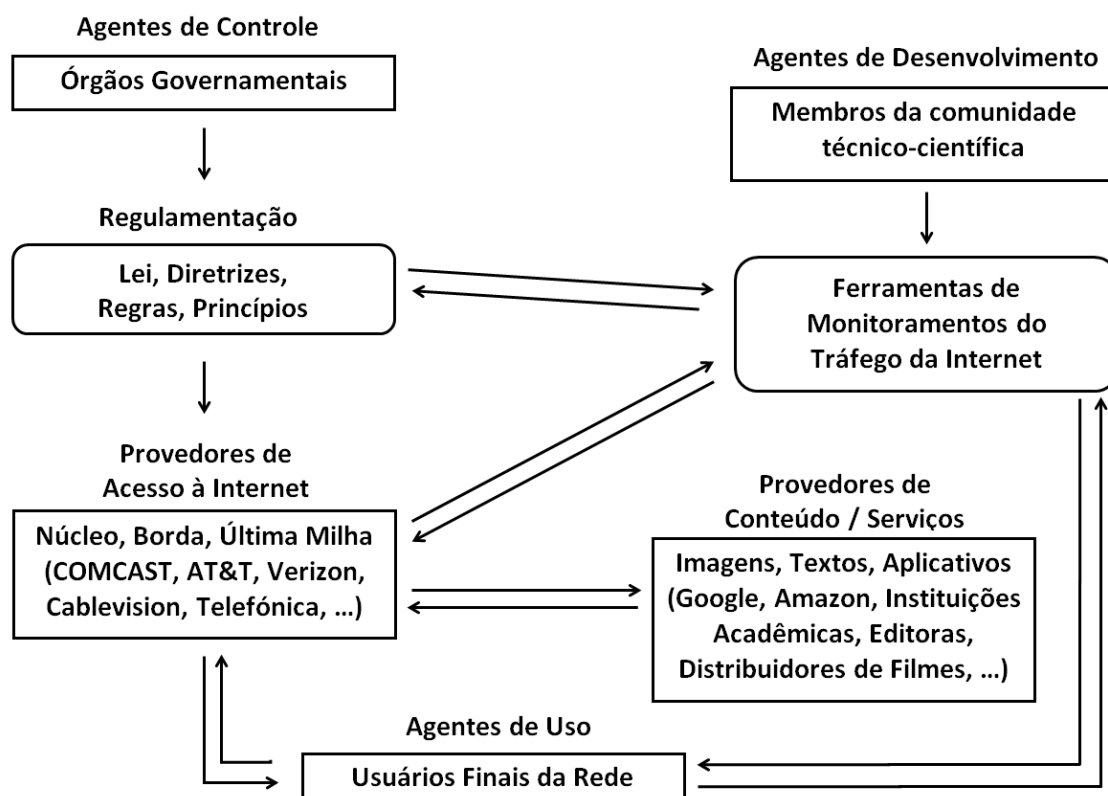 Agentes de Controle
Órgãos Governamentais
Agentes de Desenvolvimento
Membros da comunidade
técnico-científica
Regulamentação
Lei, Diretrizes,
Regras, Princípios
Ferramentas de
Monitoramentos do
Tráfego da Internet
Provedores de
Acesso à Internet
Núcleo, Borda, Última Milha
(COMCAST, AT&T, Verizon,
Cablevision, Telefónica, ...)
Provedores de
Conteúdo / Serviços
Imagens, Textos, Aplicativos
(Google, Amazon, Instituições
Acadêmicas, Editoras,
Distribuidores de Filmes, ...)
Agentes de Uso
Usuários Finais da Rede